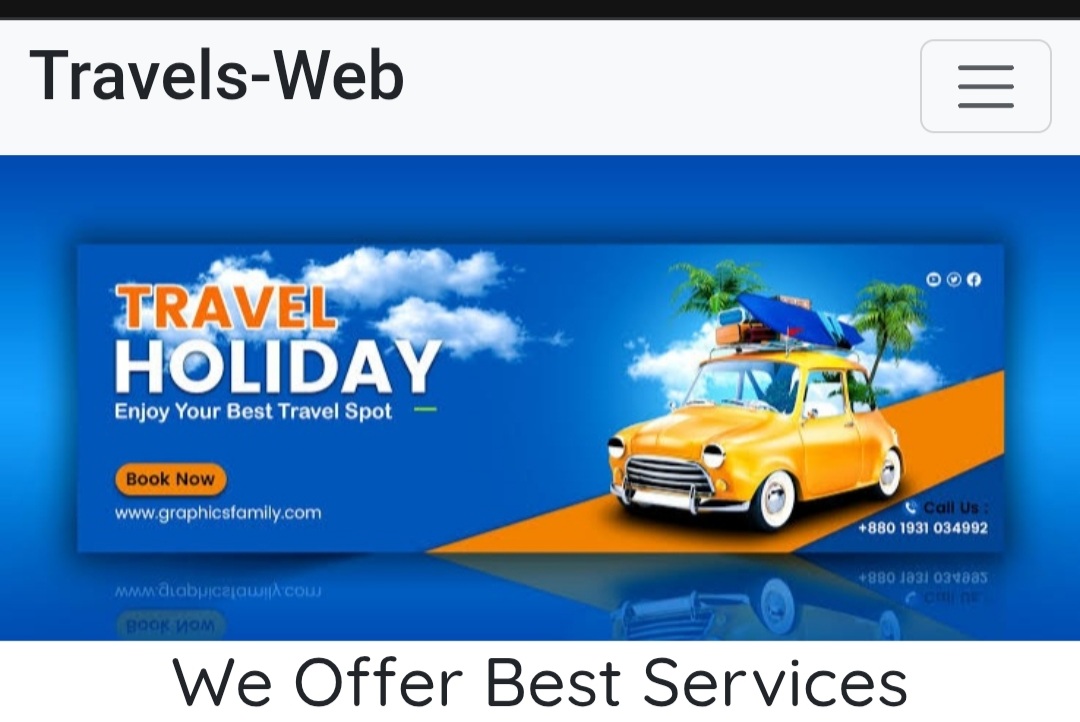 Travels-Web
TRAVEL
HOLIDAY
Enjoy Your Best Travel Spot
Book Now
www.graphicsfamily.com
Call Us :
+880 1931 034992
We Offer Best Services